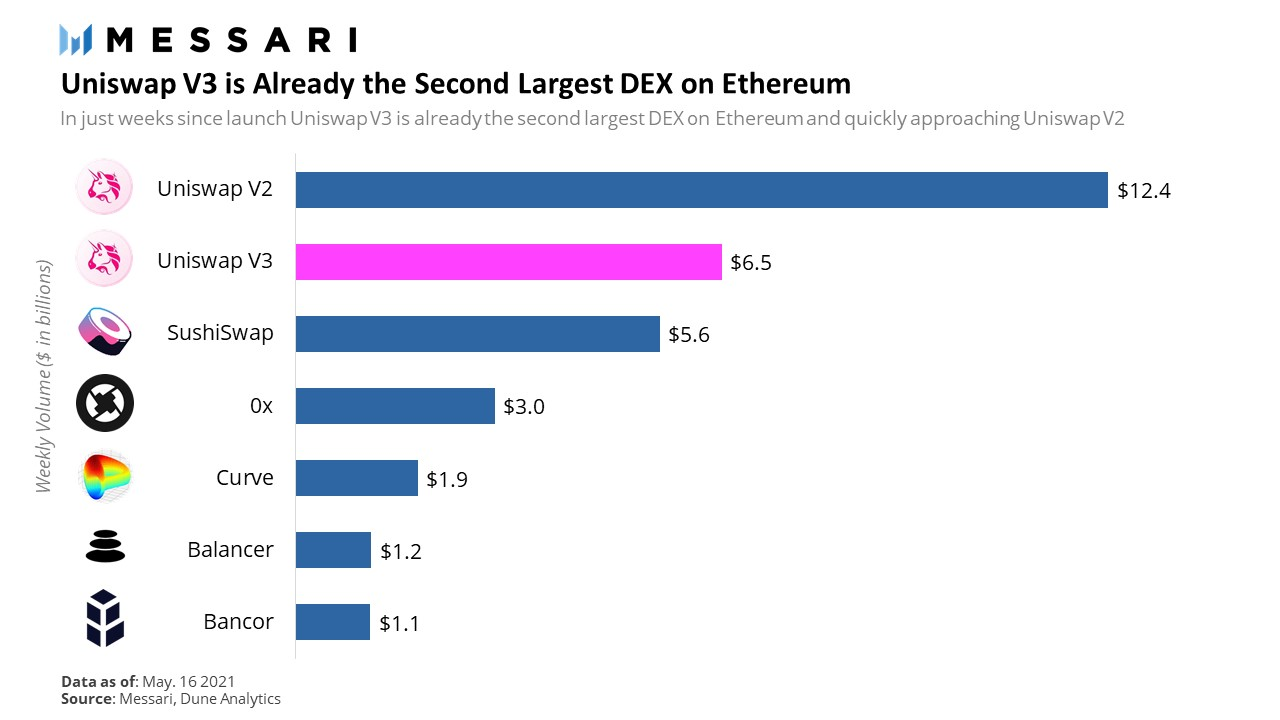 MESSARI
Uniswap V3 is Already the Second Largest DEX on Ethereum
In just weeks since launch Uniswap V3 is already the second largest DEX on Ethereum and quickly approaching Uniswap V2
Weekly Volume ($ in billions)
Uniswap V2 $12.4
Uniswap V3 $6.5
SushiSwap $5.6
0x $3.0
Curve $1.9
Balancer $1.2
Bancor $1.1
Data as of: May. 16 2021
Source: Messari, Dune Analytics